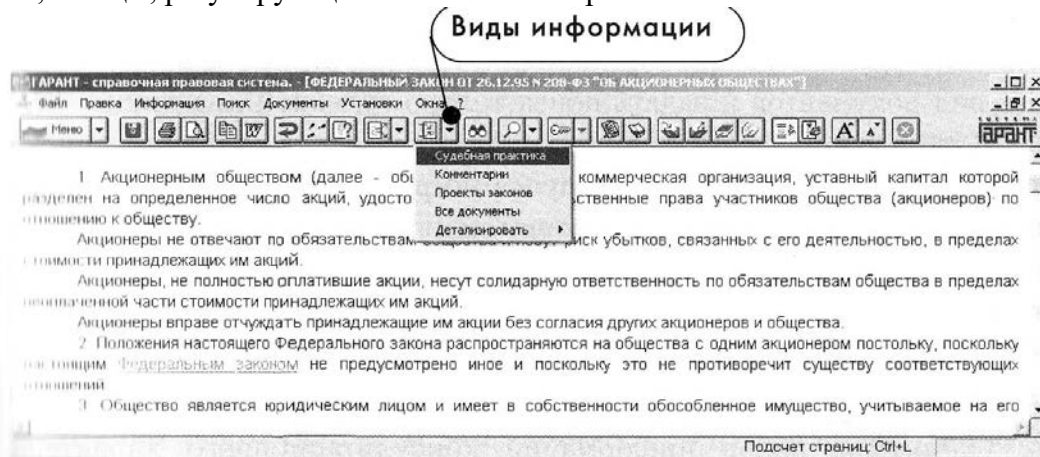 Виды информации
ГАРАНТ - справочная правовая система. - [ФЕДЕРАЛЬНЫЙ ЗАКОН ОТ 26.12.95 N 208-ФЗ "ОБ АКЦИОНЕРНЫХ ОБЩЕСТВАХ"]
Файл Правка Информация Поиск Документы Установки Окна ?
Меню
гарант
Судебная практика
Комментарии
Проекты законов
Все документы
Детализировать
1 Акционерным обществом (далее - коммерческая организация, уставный капитал которой
разделен на определенное число акций, удосто ственные права участников общества (акционеров) по
отношению к обществу.
Акционеры не отвечают по обязательствам общества и несут риск убытков, связанных с его деятельностью, в пределах
стоимости принадлежащих им акций.
Акционеры, не полностью оплатившие акции, несут солидарную ответственность по обязательствам общества в пределах
неоплаченной части стоимости принадлежащих им акций.
Акционеры вправе отчуждать принадлежащие им акции без согласия других акционеров и общества.
2 Положения настоящего Федерального закона распространяются на общества с одним акционером постольку, поскольку
настоящим Федеральным законом не предусмотрено иное и поскольку это не противоречит существу соответствующих
отношений
3 Общество является юридическим лицом и имеет в собственности обособленное имущество, учитываемое на его
Подсчет страниц: Ctrl+L